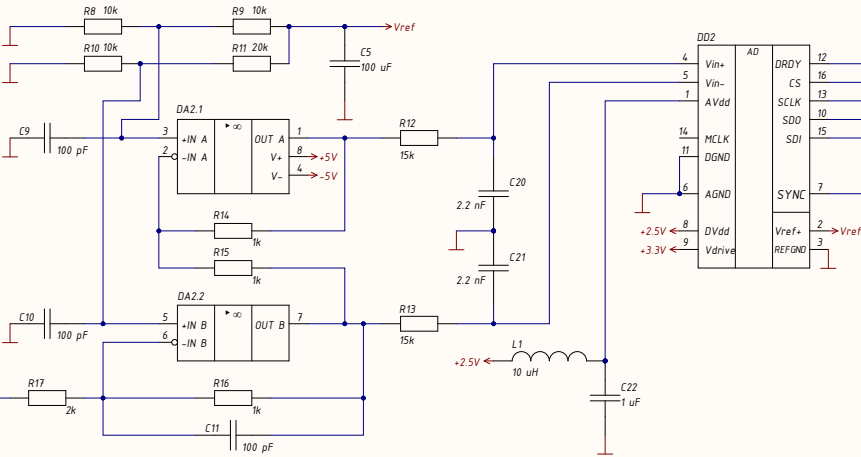 R8 10k
R9 10k
Vref
R10 10k
R11 20k
C5
100 uF
C9
100 pF
DA2.1
3 +IN A
2 -IN A
▶ ∞
OUT A 1
V+ 8 +5V
V- 4 -5V
R12
15k
R14
1k
R15
1k
C20
2.2 nF
C21
2.2 nF
C10
100 pF
DA2.2
5 +IN B
6 -IN B
▶ ∞
OUT B 7
R13
15k
R17
2k
R16
1k
C11
100 pF
+2.5V
L1
10 uH
C22
1 uF
DD2
AD
4 Vin+
5 Vin-
1 AVdd
14 MCLK
11 DGND
6 AGND
+2.5V 8 DVdd
+3.3V 9 Vdrive
DRDY 12
CS 16
SCLK 13
SDO 10
SDI 15
SYNC 7
Vref+ 2 Vref
REFGND 3